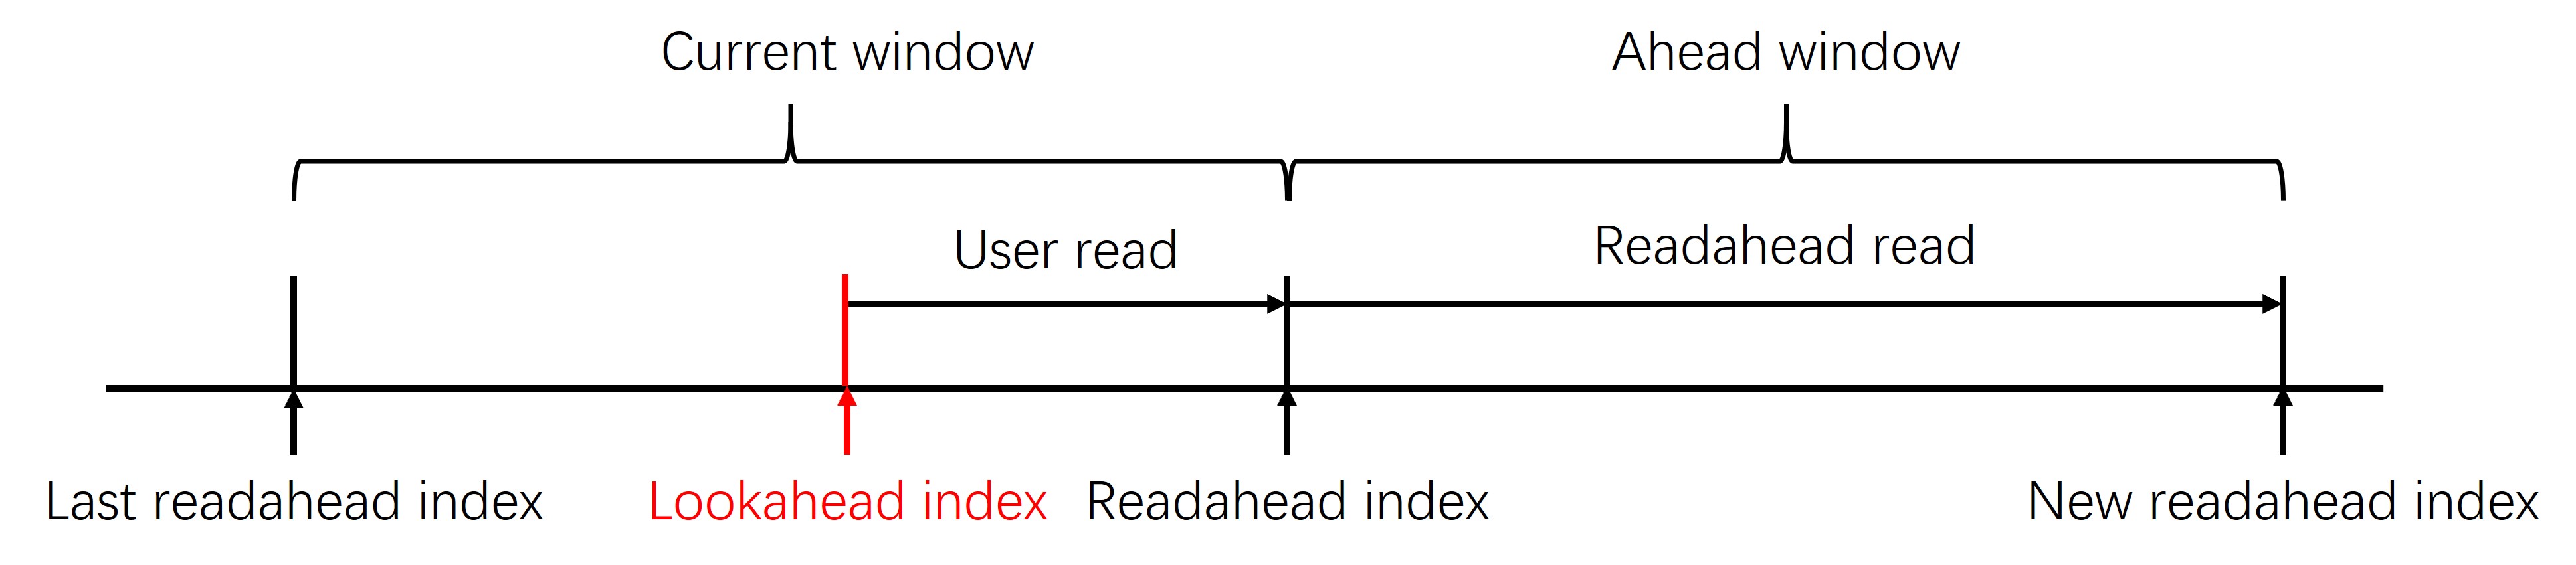 Current window
Ahead window
User read
Readahead read
Last readahead index
Lookahead index
Readahead index
New readahead index